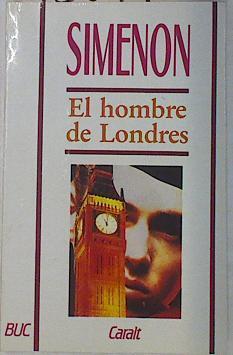 SIMENON
El hombre
de Londres
BUC
Caralt